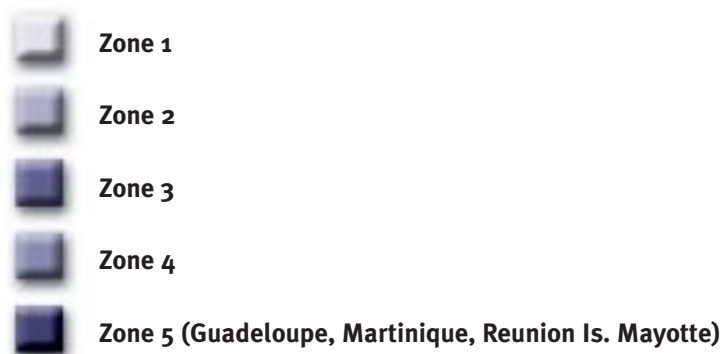 Zone 1
Zone 2
Zone 3
Zone 4
Zone 5 (Guadeloupe, Martinique, Reunion Is. Mayotte)